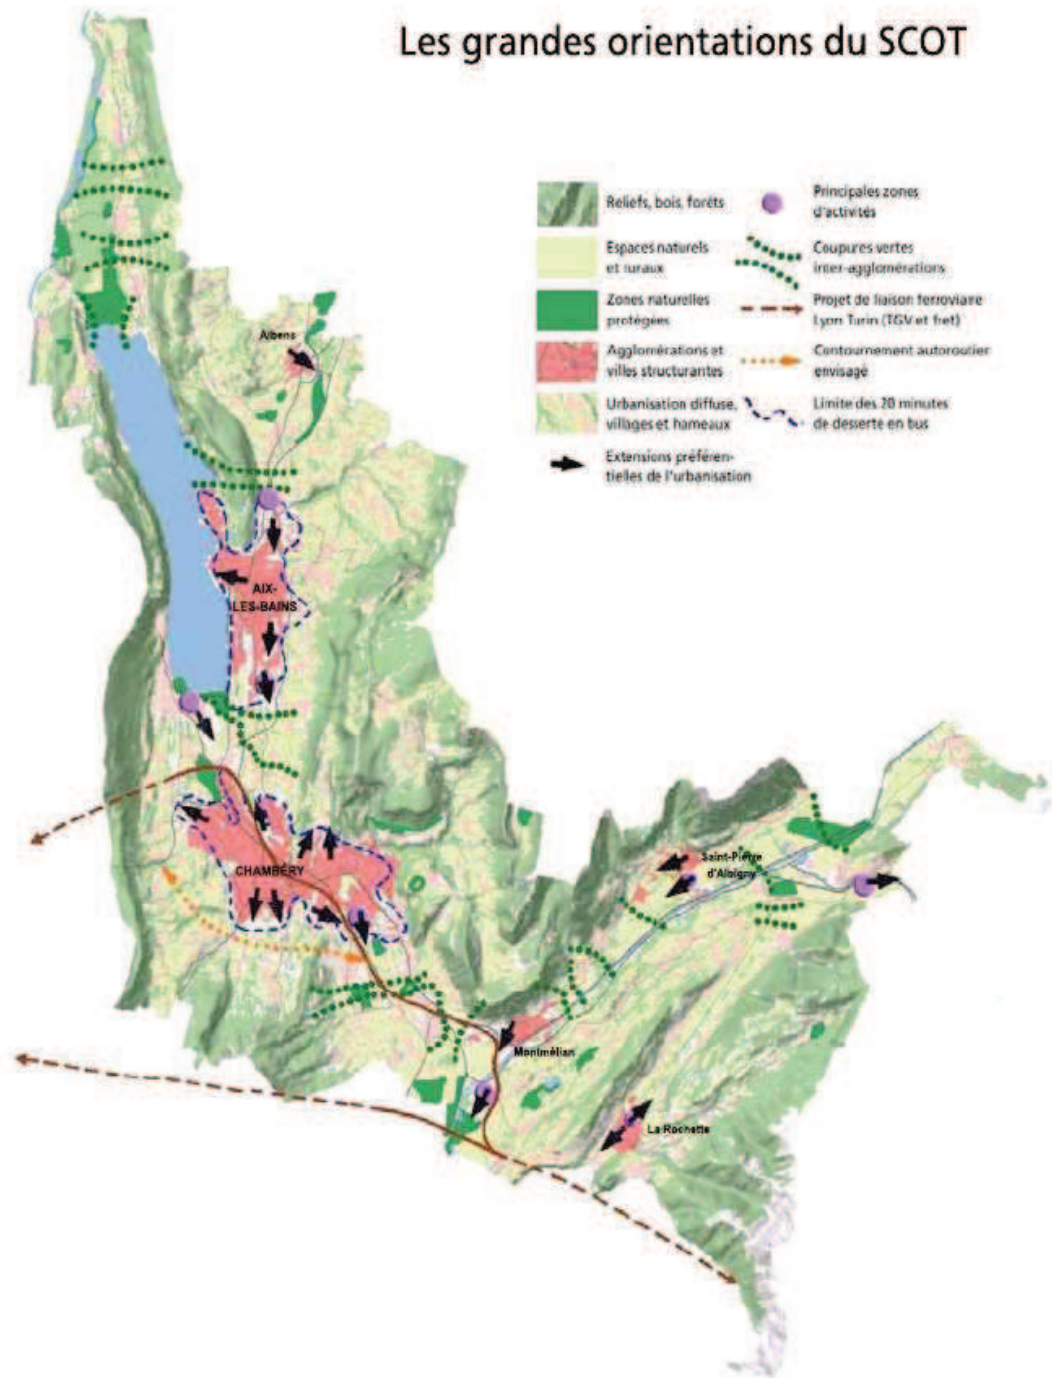 Les grandes orientations du SCOT
Reliefs, bois, forêts
Espaces naturels
et ruraux
Zones naturelles
protégées
Agglomérations et
villes structurantes
Urbanisation diffuse,
villages et hameaux
Extensions préféren-
tielles de l'urbanisation
Principales zones
d'activités
Coupures vertes
inter-agglomérations
Projet de liaison ferroviaire
Lyon Turin (TGV et fret)
Contournement autoroutier
envisagé
Limite des 20 minutes
de desserte en bus
Albens
AIX-
LES-BAINS
CHAMBÉRY
Saint-Pierre
d'Albigny
Montmélian
La Rochette